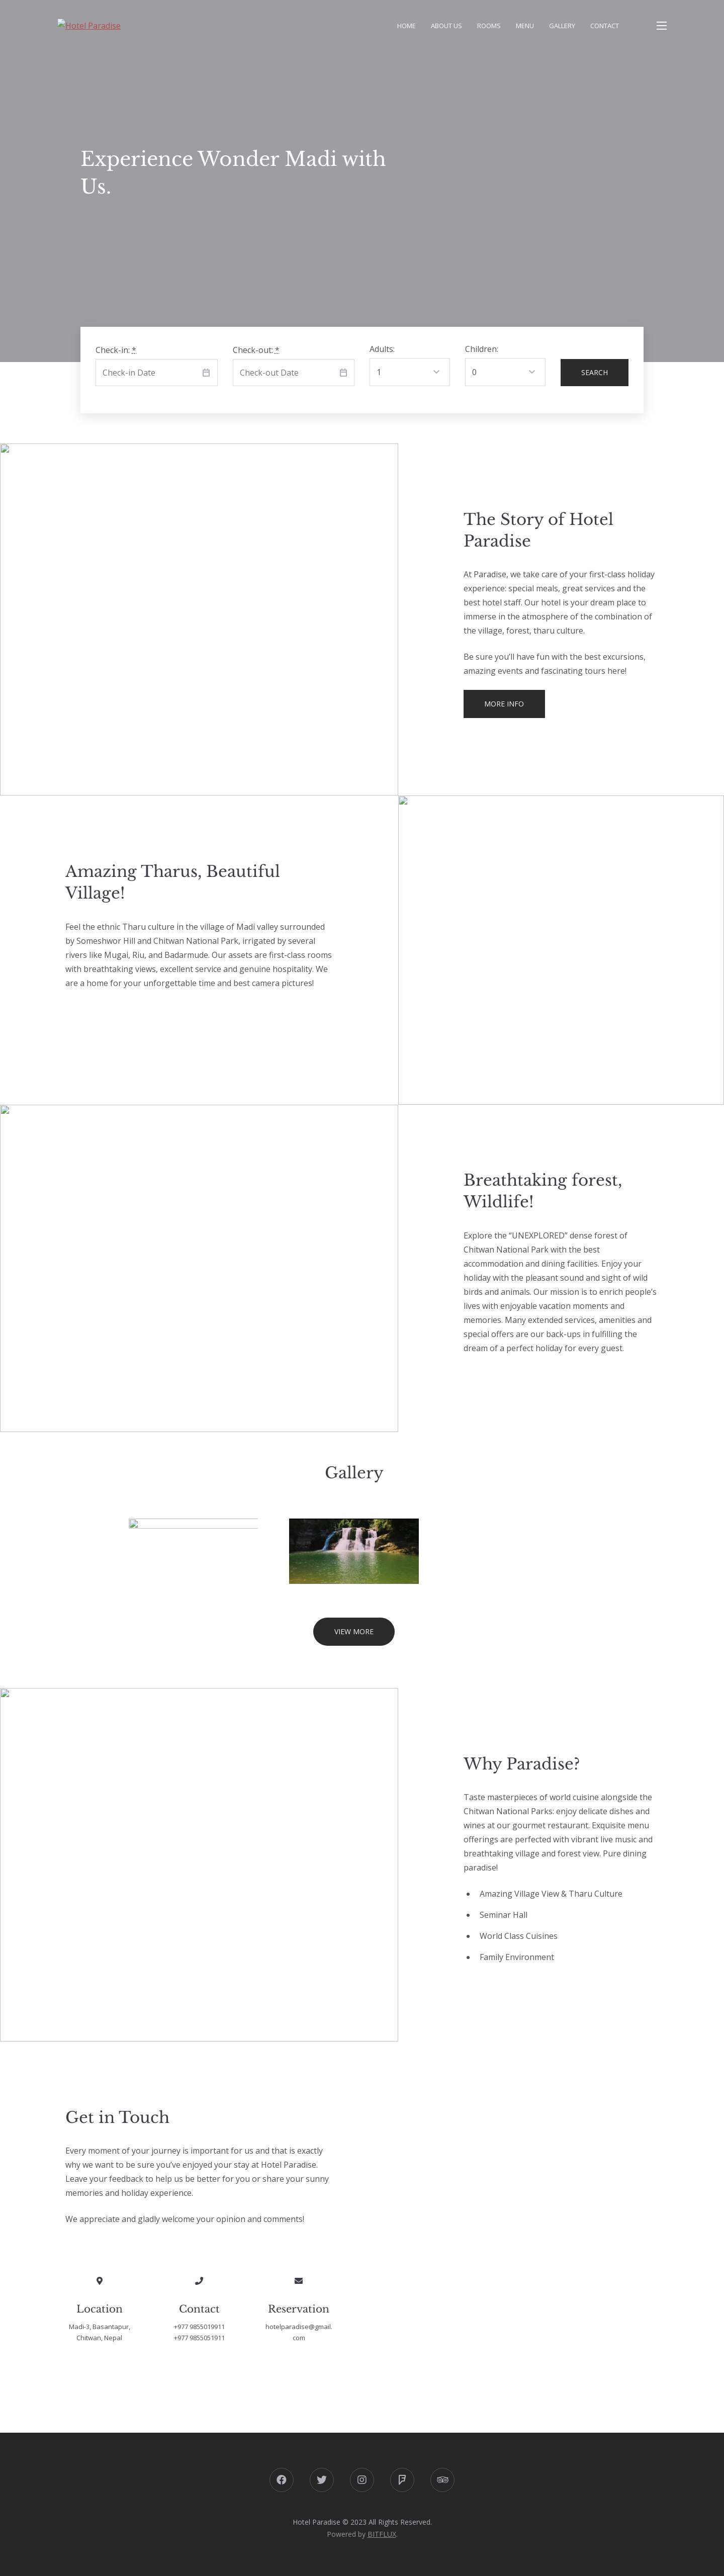 Hotel Paradise
HOME ABOUT US ROOMS MENU GALLERY CONTACT
Experience Wonder Madi with
Us.
Check-in: * Check-out: * Adults: Children:
Check-in Date Check-out Date 1 0 SEARCH
The Story of Hotel
Paradise
At Paradise, we take care of your first-class holiday
experience: special meals, great services and the
best hotel staff. Our hotel is your dream place to
immerse in the atmosphere of the combination of
the village, forest, tharu culture.
Be sure you’ll have fun with the best excursions,
amazing events and fascinating tours here!
MORE INFO
Amazing Tharus, Beautiful
Village!
Feel the ethnic Tharu culture in the village of Madi valley surrounded
by Someshwor Hill and Chitwan National Park, irrigated by several
rivers like Mugai, Riu, and Badarmude. Our assets are first-class rooms
with breathtaking views, excellent service and genuine hospitality. We
are a home for your unforgettable time and best camera pictures!
Breathtaking forest,
Wildlife!
Explore the “UNEXPLORED” dense forest of
Chitwan National Park with the best
accommodation and dining facilities. Enjoy your
holiday with the pleasant sound and sight of wild
birds and animals. Our mission is to enrich people’s
lives with enjoyable vacation moments and
memories. Many extended services, amenities and
special offers are our back-ups in fulfilling the
dream of a perfect holiday for every guest.
Gallery
VIEW MORE
Why Paradise?
Taste masterpieces of world cuisine alongside the
Chitwan National Parks: enjoy delicate dishes and
wines at our gourmet restaurant. Exquisite menu
offerings are perfected with vibrant live music and
breathtaking village and forest view. Pure dining
paradise!
Amazing Village View & Tharu Culture
Seminar Hall
World Class Cuisines
Family Environment
Get in Touch
Every moment of your journey is important for us and that is exactly
why we want to be sure you’ve enjoyed your stay at Hotel Paradise.
Leave your feedback to help us be better for you or share your sunny
memories and holiday experience.
We appreciate and gladly welcome your opinion and comments!
Location
Madi-3, Basantapur,
Chitwan, Nepal
Contact
+977 9855019911
+977 9855051911
Reservation
hotelparadise@gmail.
com
Hotel Paradise © 2023 All Rights Reserved.
Powered by BITFLUX.